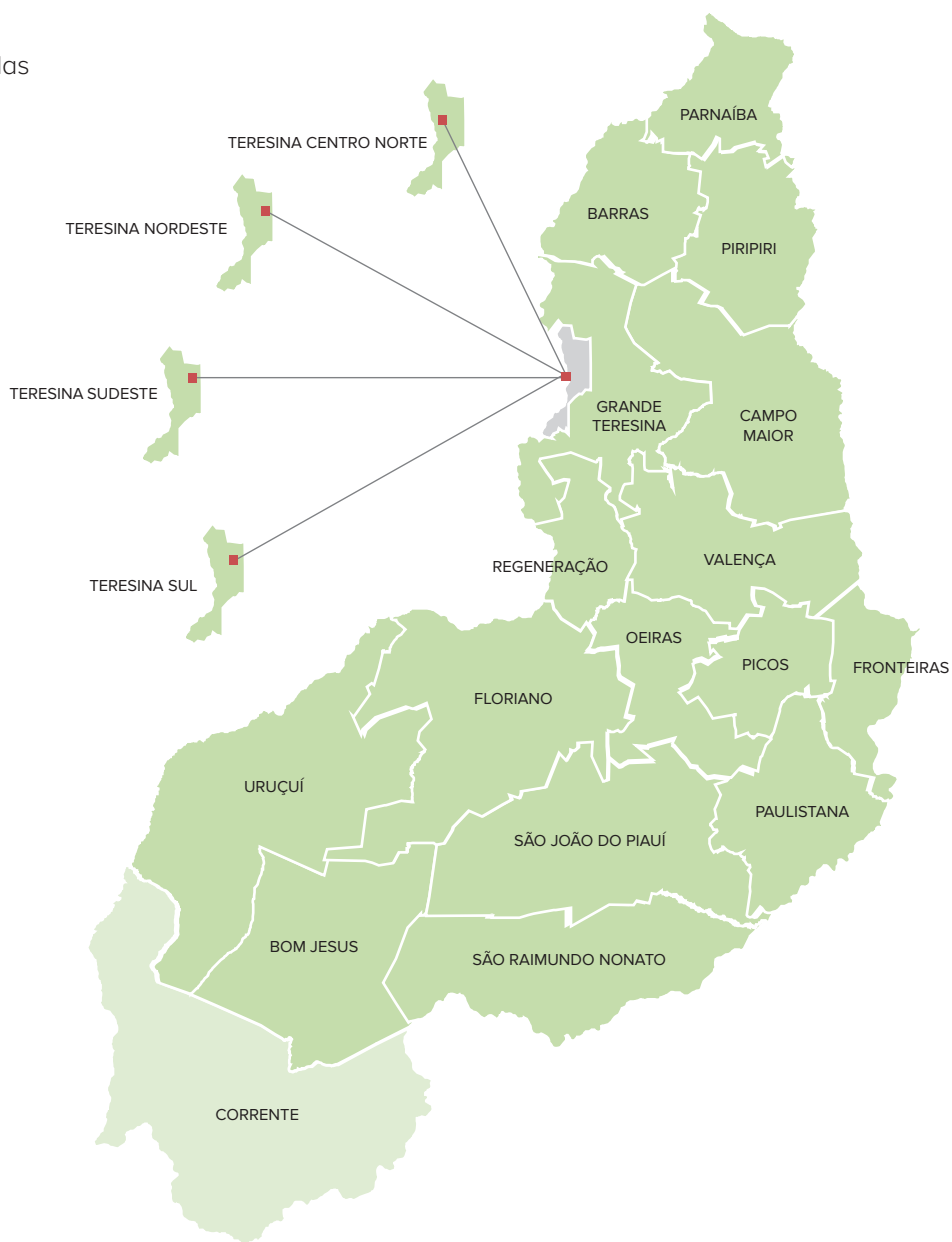 PARNAÍBA
TERESINA CENTRO NORTE
BARRAS
TERESINA NORDESTE
PIRIPIRI
TERESINA SUDESTE
GRANDE
TERESINA
CAMPO
MAIOR
VALENÇA
REGENERAÇÃO
TERESINA SUL
OEIRAS
PICOS
FRONTEIRAS
FLORIANO
URUÇUÍ
PAULISTANA
SÃO JOÃO DO PIAUÍ
BOM JESUS
SÃO RAIMUNDO NONATO
CORRENTE